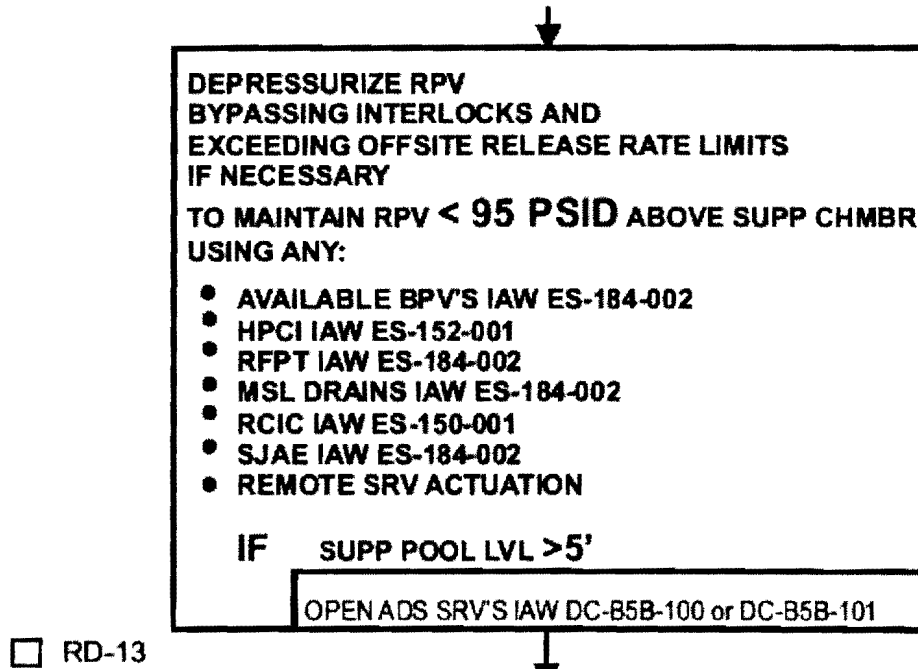 DEPRESSURIZE RPV
BYPASSING INTERLOCKS AND
EXCEEDING OFFSITE RELEASE RATE LIMITS
IF NECESSARY
TO MAINTAIN RPV < 95 PSID ABOVE SUPP CHMBR
USING ANY:
• AVAILABLE BPV'S IAW ES-184-002
• HPCI IAW ES-152-001
• RFPT IAW ES-184-002
• MSL DRAINS IAW ES-184-002
• RCIC IAW ES-150-001
• SJAE IAW ES-184-002
• REMOTE SRV ACTUATION
IF SUPP POOL LVL >5'
OPEN ADS SRV'S IAW DC-B5B-100 or DC-B5B-101
RD-13